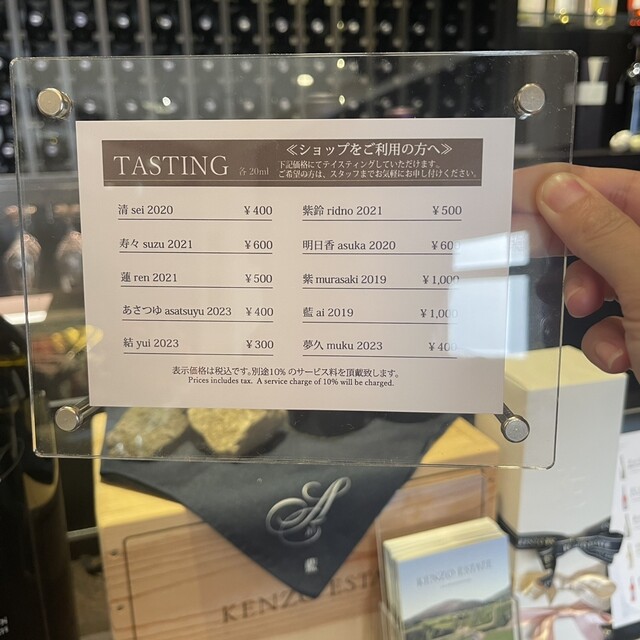 TASTING 各 20ml
≪ショップをご利用の方へ≫
下記価格にてテイスティングしていただけます。
ご希望の方は、スタッフまでお気軽にお申し付けください。
清 sei 2020 ¥400
寿々 suzu 2021 ¥600
蓮 ren 2021 ¥500
あさつゆ asatsuyu 2023 ¥400
結 yui 2023 ¥300
紫鈴 rindo 2021 ¥500
明日香 asuka 2020 ¥600
紫 murasaki 2019 ¥1,000
藍 ai 2019 ¥1,000
夢久 muku 2023 ¥400
表示価格は税込です。別途10% のサービス料を頂戴致します。
Prices includes tax. A service charge of 10% will be charged.
藍
KENZO ESTATE
KENZO ESTATE